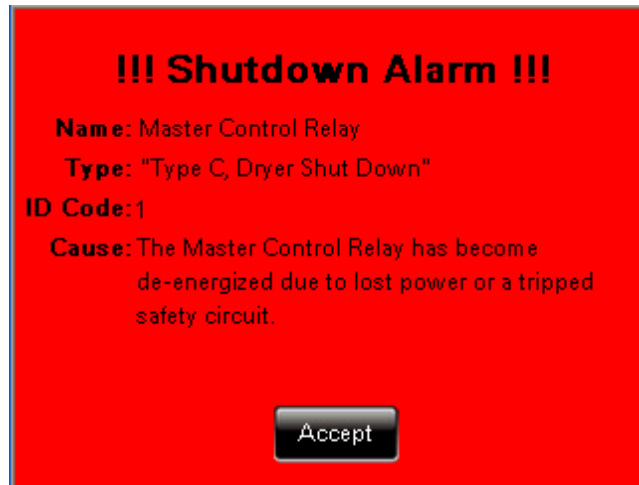 !!! Shutdown Alarm !!!
Name: Master Control Relay
Type: "Type C, Dryer Shut Down"
ID Code: 1
Cause: The Master Control Relay has become
de-energized due to lost power or a tripped
safety circuit.
Accept